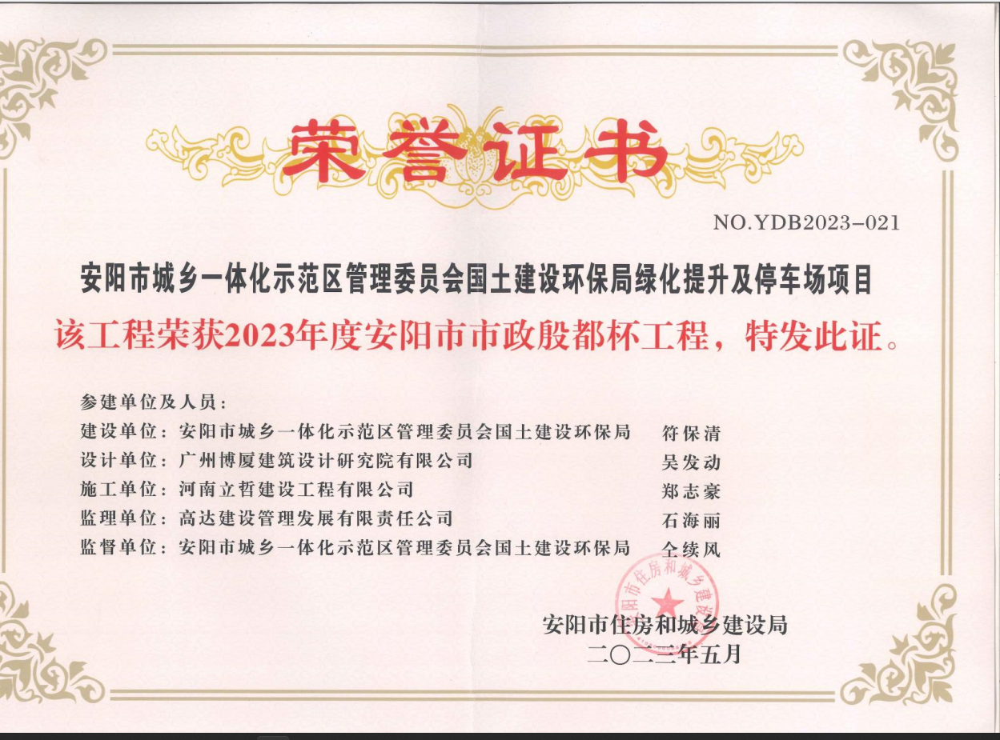 荣誉证书
NO.YDB2023-021
安阳市城乡一体化示范区管理委员会国土建设环保局绿化提升及停车场项目
该工程荣获2023年度安阳市市政殷都杯工程，特发此证。
参建单位及人员：
建设单位：安阳市城乡一体化示范区管理委员会国土建设环保局 符保清
设计单位：广州博厦建筑设计研究院有限公司 吴发动
施工单位：河南立哲建设工程有限公司 郑志豪
监理单位：高达建设管理发展有限责任公司 石海丽
监督单位：安阳市城乡一体化示范区管理委员会国土建设环保局 仝续风
安阳市住房和城乡建设局
安阳市住房和城乡建设局
二〇二三年五月